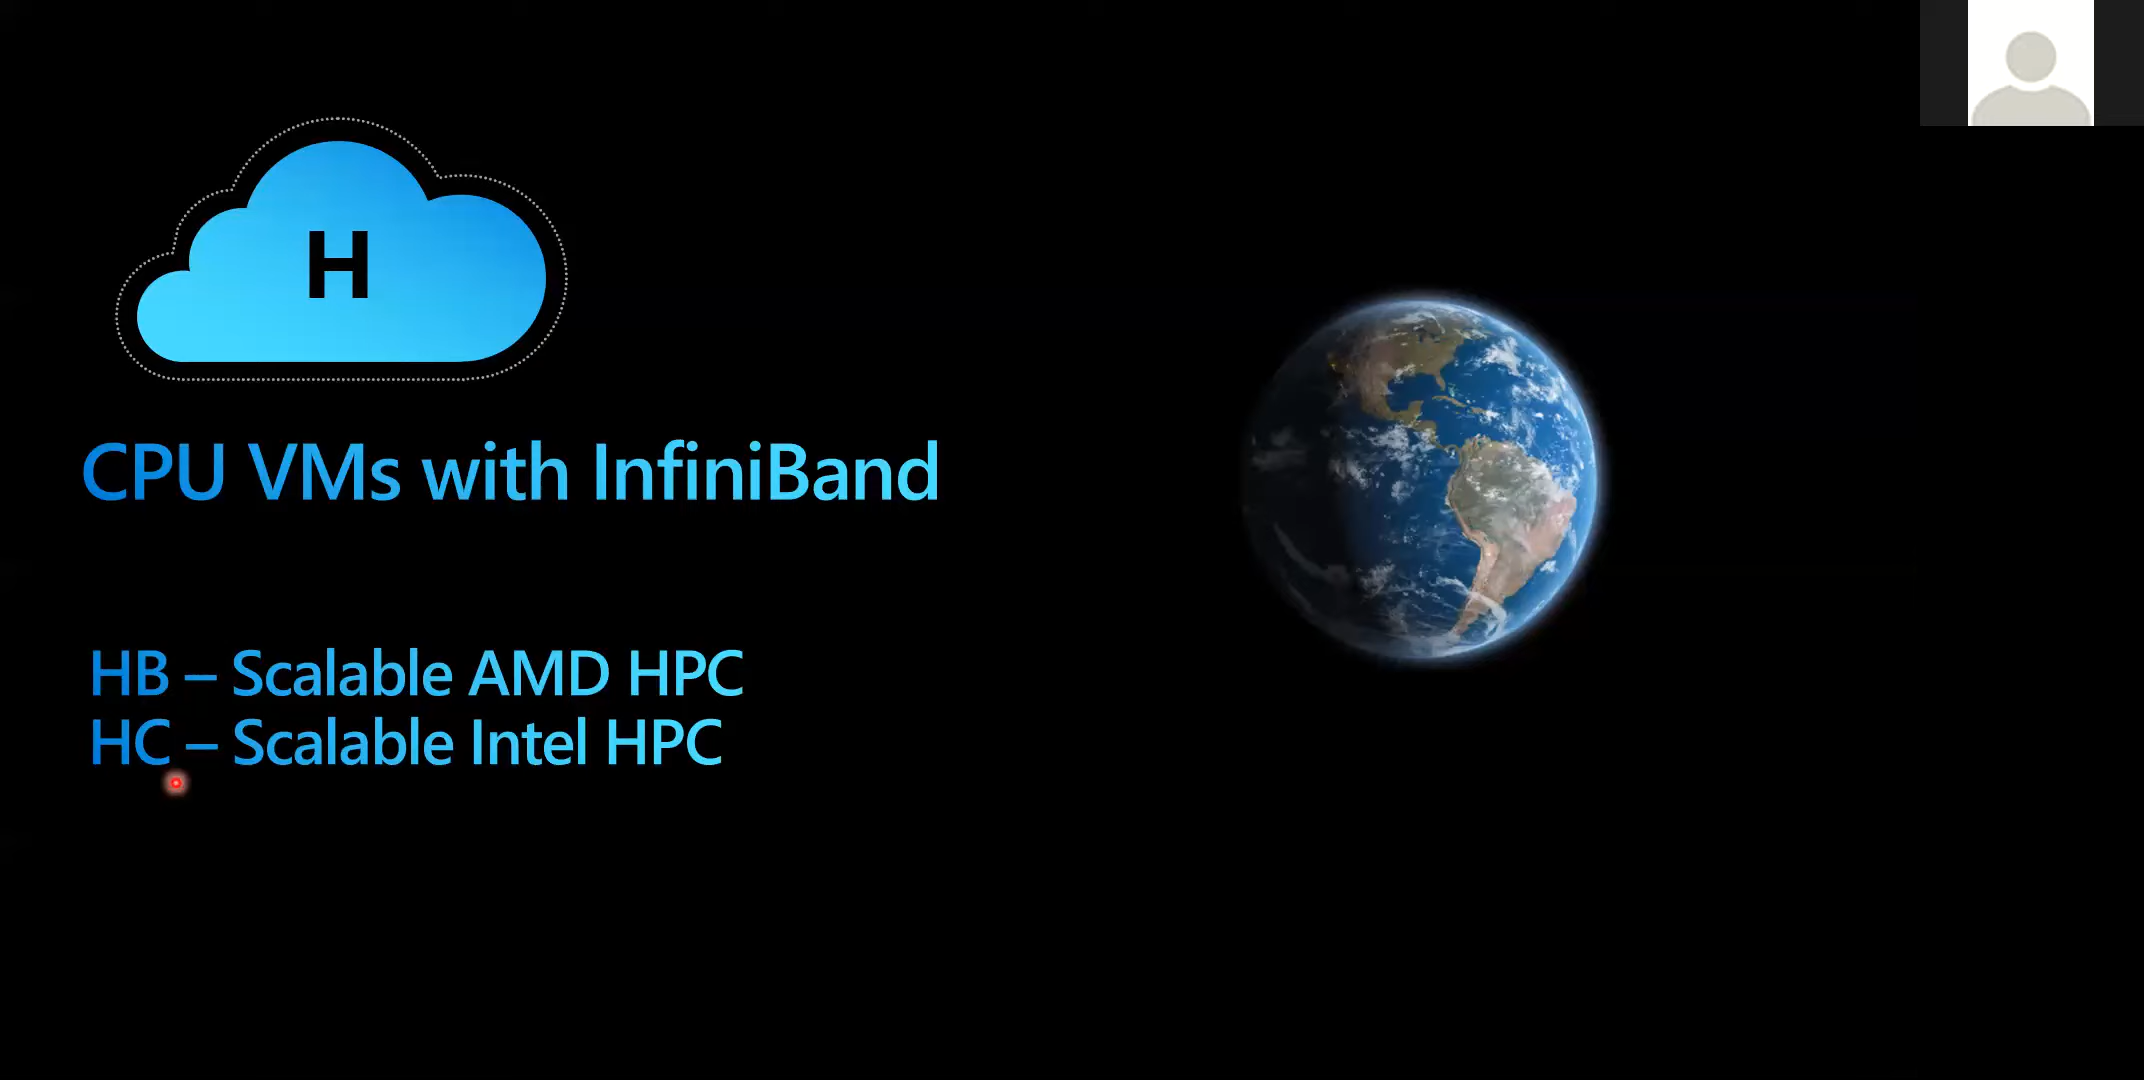 H
CPU VMs with InfiniBand
HB – Scalable AMD HPC
HC – Scalable Intel HPC